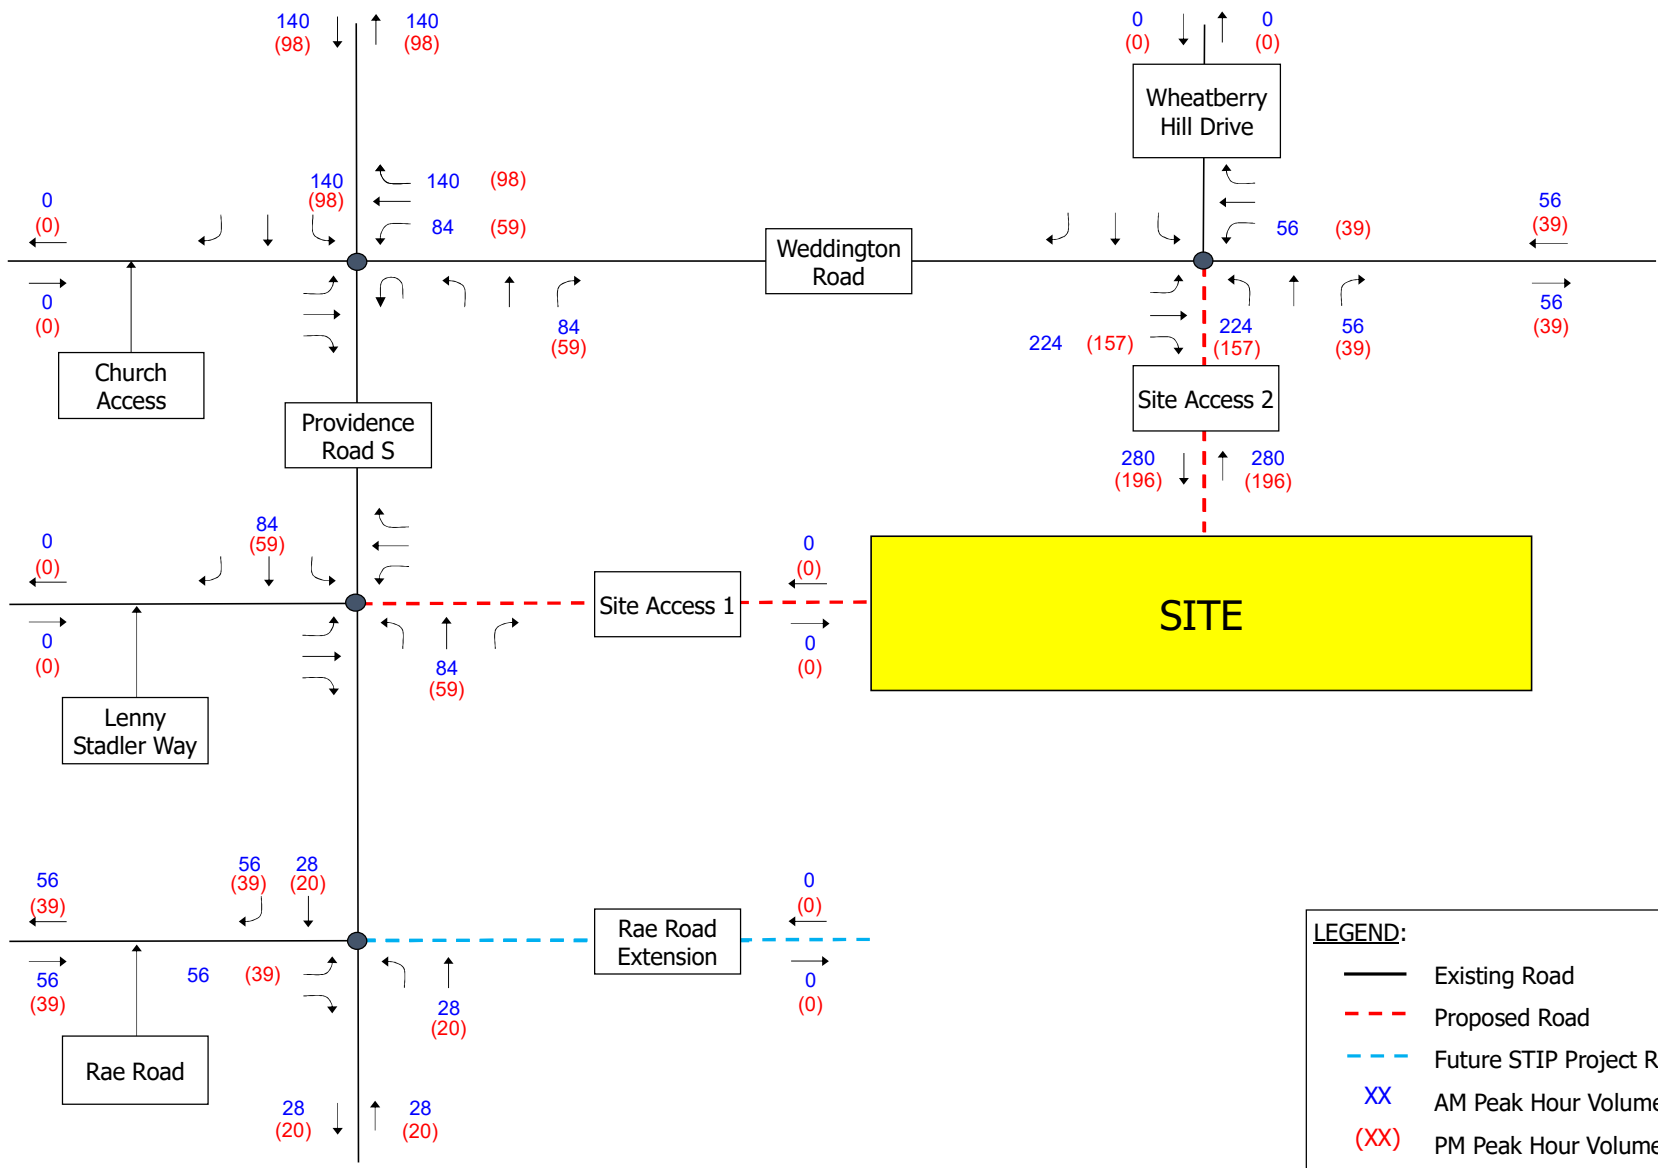 140 140
(98) (98)
0 0
(0) (0)
Wheatberry
Hill Drive
140
(98)
140 (98)
84 (59)
0
(0)
0
(0)
Church
Access
84
(59)
Weddington
Road
56 (39)
56
(39)
56
(39)
224 (157)
224
(157)
56
(39)
Site Access 2
280 280
(196) (196)
Providence
Road S
84
(59)
0
(0)
0
(0)
Lenny
Stadler Way
84
(59)
Site Access 1
0
(0)
0
(0)
SITE
56
(39)
56
(39)
56 28
(39) (20)
56 (39)
28
(20)
Rae Road
Rae Road
Extension
0
(0)
0
(0)
28 28
(20) (20)
LEGEND:
Existing Road
Proposed Road
Future STIP Project R
XX AM Peak Hour Volume
(XX) PM Peak Hour Volume